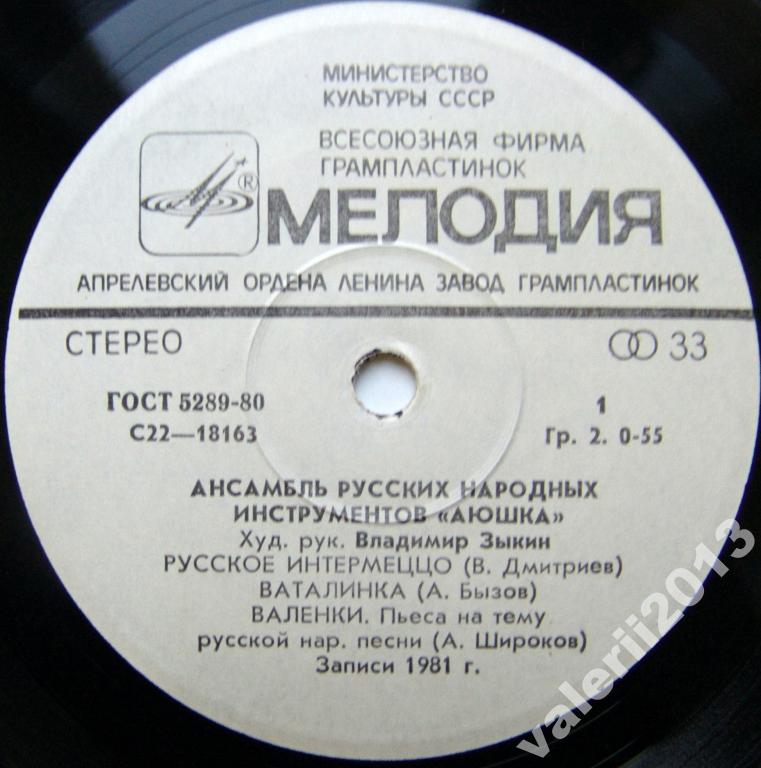 МИНИСТЕРСТВО
КУЛЬТУРЫ СССР
ВСЕСОЮЗНАЯ ФИРМА
ГРАМПЛАСТИНОК
® МЕЛОДИЯ
АПРЕЛЕВСКИЙ ОРДЕНА ЛЕНИНА ЗАВОД ГРАМПЛАСТИНОК
СТЕРЕО 33
ГОСТ 5289-80 1
С22—18163 Гр. 2. 0-55
АНСАМБЛЬ РУССКИХ НАРОДНЫХ
ИНСТРУМЕНТОВ «АЮШКА»
Худ. рук. Владимир Зыкин
РУССКОЕ ИНТЕРМЕЦЦО (В. Дмитриев)
ВАТАЛИНКА (А. Бызов)
ВАЛЕНКИ. Пьеса на тему
русской нар. песни (А. Широков)
Записи 1981 г.
valerii2013